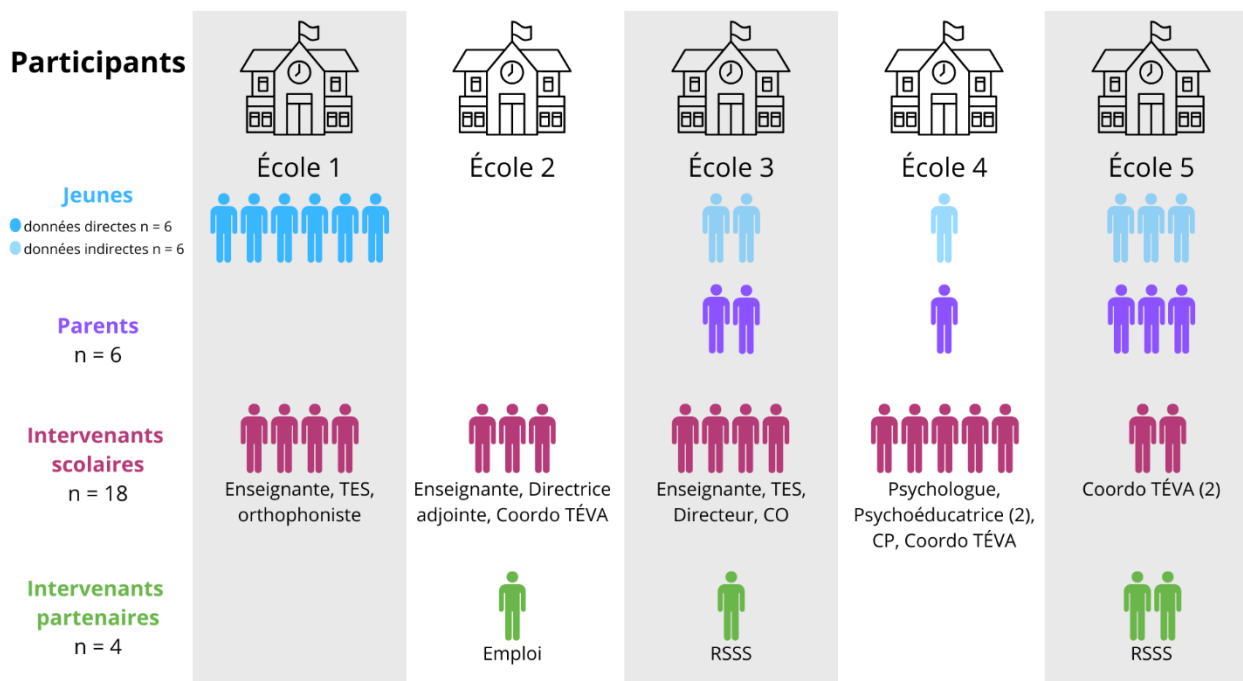 Participants
École 1
École 2
École 3
École 4
École 5
Jeunes
données directes n = 6
données indirectes n = 6
Parents
n = 6
Intervenants
scolaires
n = 18
Enseignante, TES,
orthophoniste
Enseignante, Directrice
adjointe, Coordo TÉVA
Enseignante, TES,
Directeur, CO
Psychologue,
Psychoéducatrice (2),
CP, Coordo TÉVA
Coordo TÉVA (2)
Intervenants
partenaires
n = 4
Emploi
RSSS
RSSS